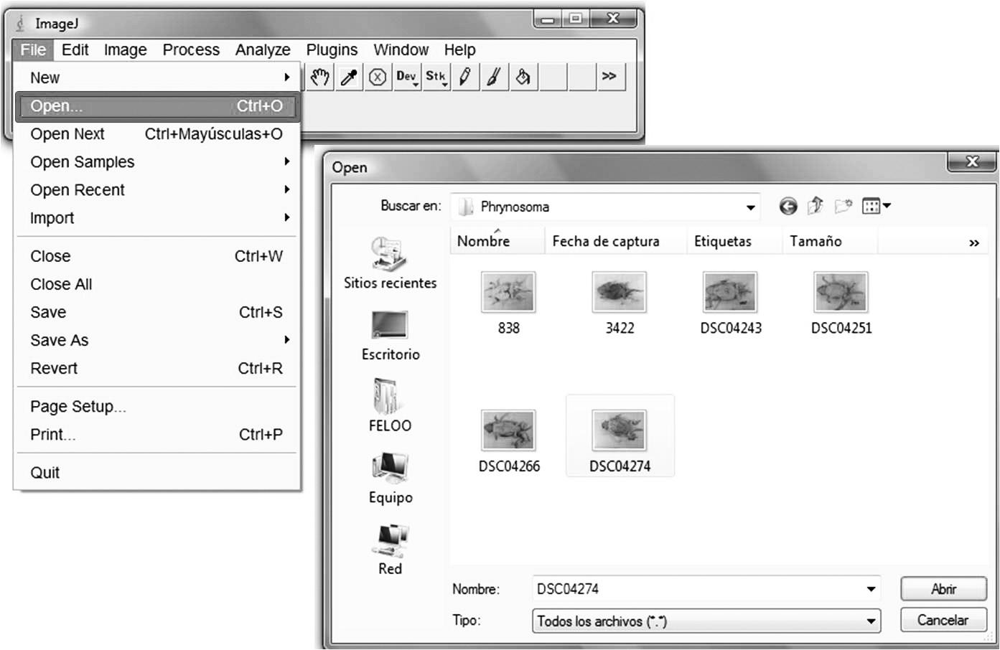 ImageJ
File Edit Image Process Analyze Plugins Window Help
Dev Stk >>
New
Open... Ctrl+O
Open Next Ctrl+Mayúsculas+O
Open Samples
Open Recent
Import
Close Ctrl+W
Close All
Save Ctrl+S
Save As
Revert Ctrl+R
Page Setup...
Print... Ctrl+P
Quit
Open
Buscar en: Phrynosoma
Nombre Fecha de captura Etiquetas Tamaño »
Sitios recientes
Escritorio
FELOO
Equipo
Red
838 3422 DSC04243 DSC04251
DSC04266 DSC04274
Nombre: DSC04274 Abrir
Tipo: Todos los archivos (*.*) Cancelar